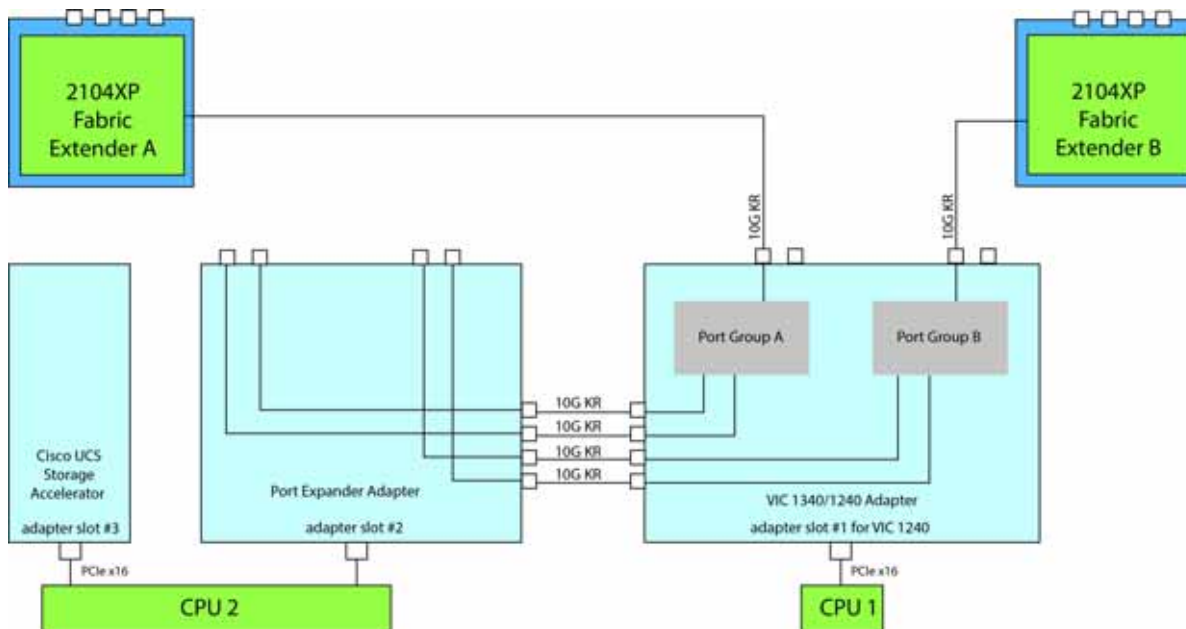 2104XP
Fabric
Extender A
2104XP
Fabric
Extender B
10G KR
10G KR
Port Group A
Port Group B
10G KR
10G KR
10G KR
10G KR
Cisco UCS
Storage
Accelerator
adapter slot #3
Port Expander Adapter
adapter slot #2
VIC 1340/1240 Adapter
adapter slot #1 for VIC 1240
PCIe x16
PCIe x16
CPU 2
CPU 1